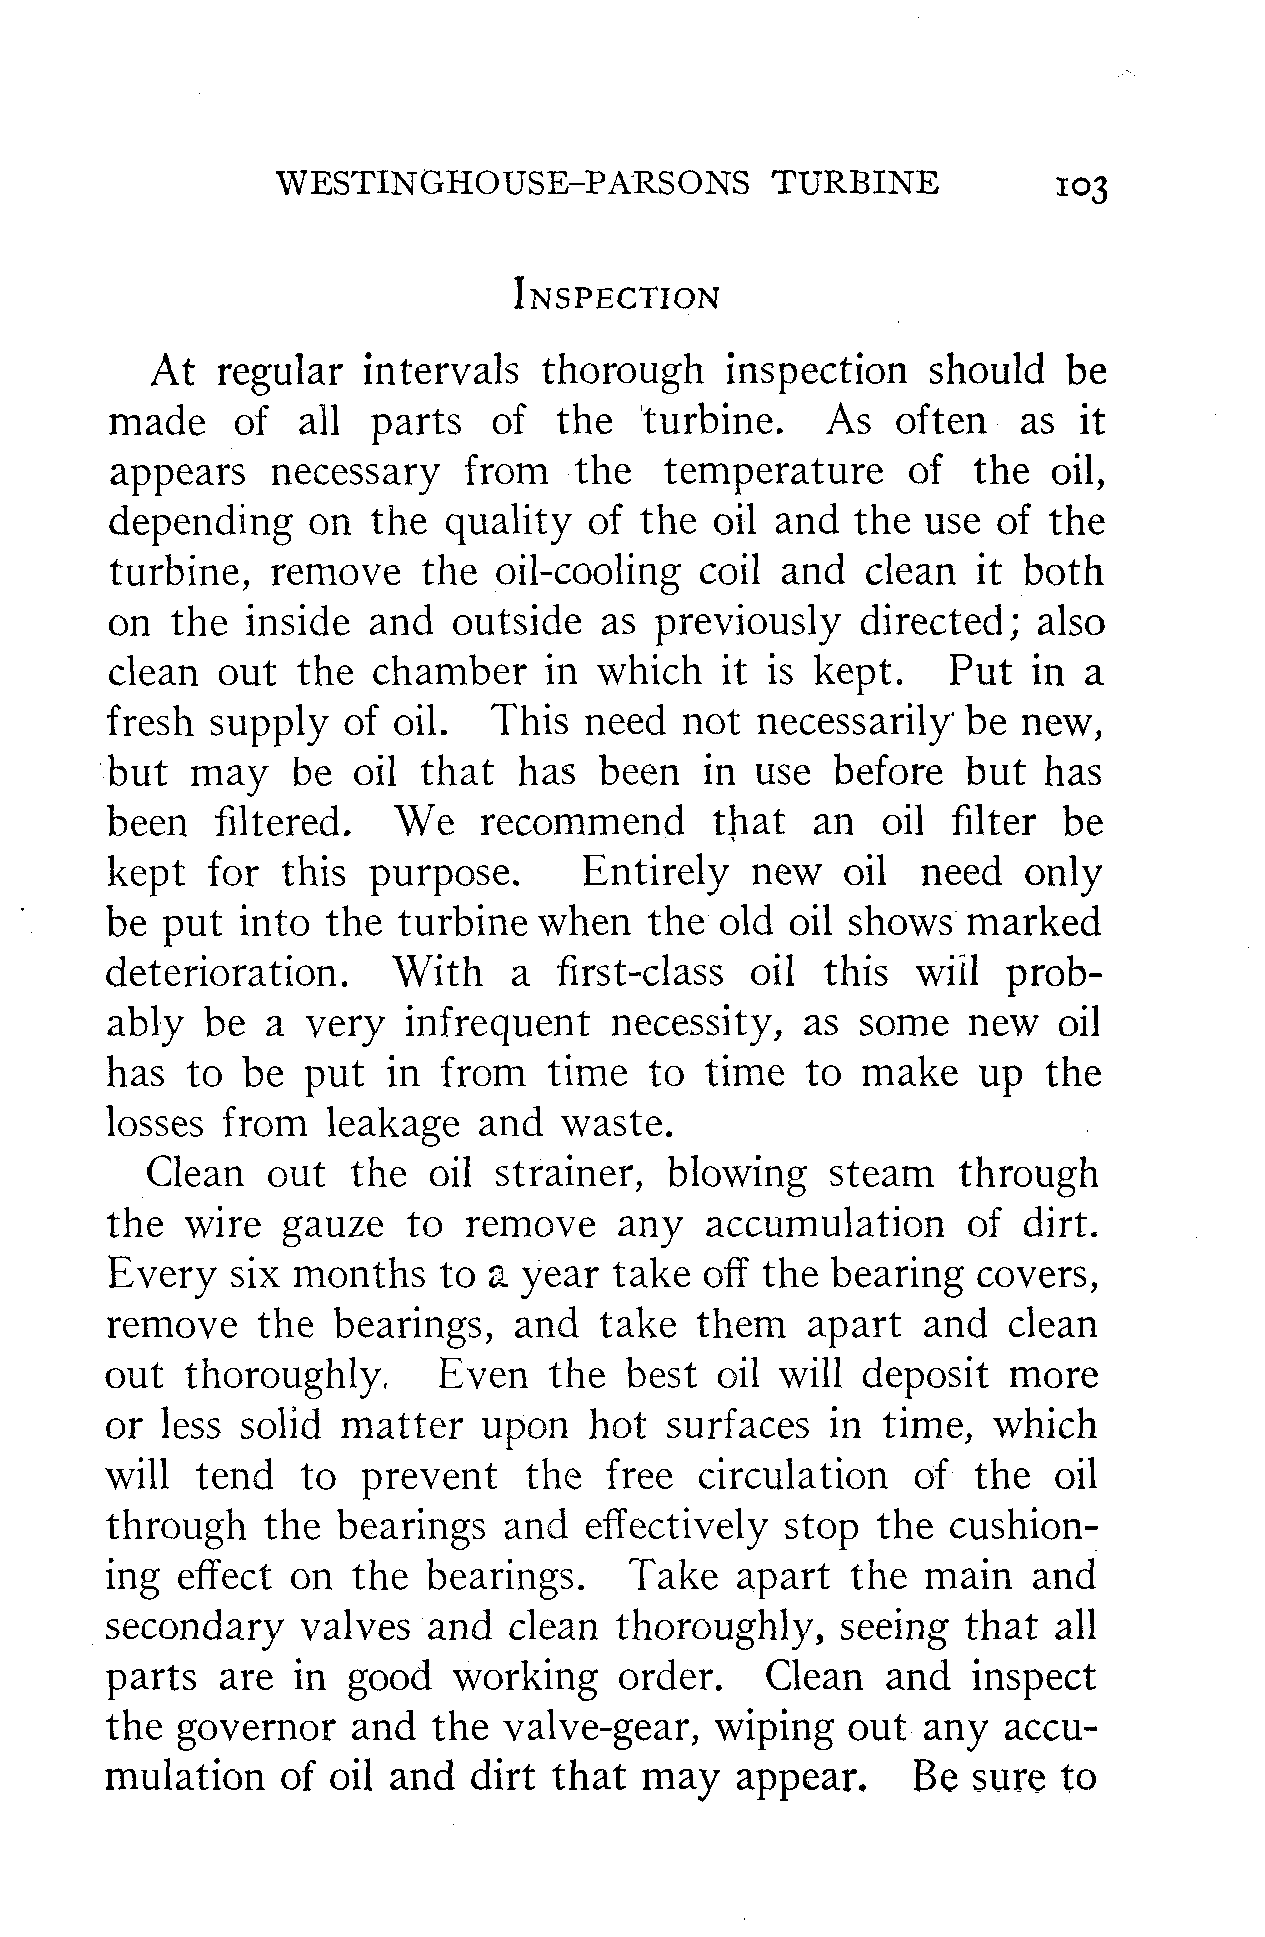 WESTINGHOUSE–PARSONS TURBINE 103
INSPECTION
At regular intervals thorough inspection should be
made of all parts of the turbine. As often as it
appears necessary from the temperature of the oil,
depending on the quality of the oil and the use of the
turbine, remove the oil-cooling coil and clean it both
on the inside and outside as previously directed; also
clean out the chamber in which it is kept. Put in a
fresh supply of oil. This need not necessarily be new,
but may be oil that has been in use before but has
been filtered. We recommend that an oil filter be
kept for this purpose. Entirely new oil need only
be put into the turbine when the old oil shows marked
deterioration. With a first-class oil this will prob-
ably be a very infrequent necessity, as some new oil
has to be put in from time to time to make up the
losses from leakage and waste.
Clean out the oil strainer, blowing steam through
the wire gauze to remove any accumulation of dirt.
Every six months to a year take off the bearing covers,
remove the bearings, and take them apart and clean
out thoroughly. Even the best oil will deposit more
or less solid matter upon hot surfaces in time, which
will tend to prevent the free circulation of the oil
through the bearings and effectively stop the cushion-
ing effect on the bearings. Take apart the main and
secondary valves and clean thoroughly, seeing that all
parts are in good working order. Clean and inspect
the governor and the valve-gear, wiping out any accu-
mulation of oil and dirt that may appear. Be sure to